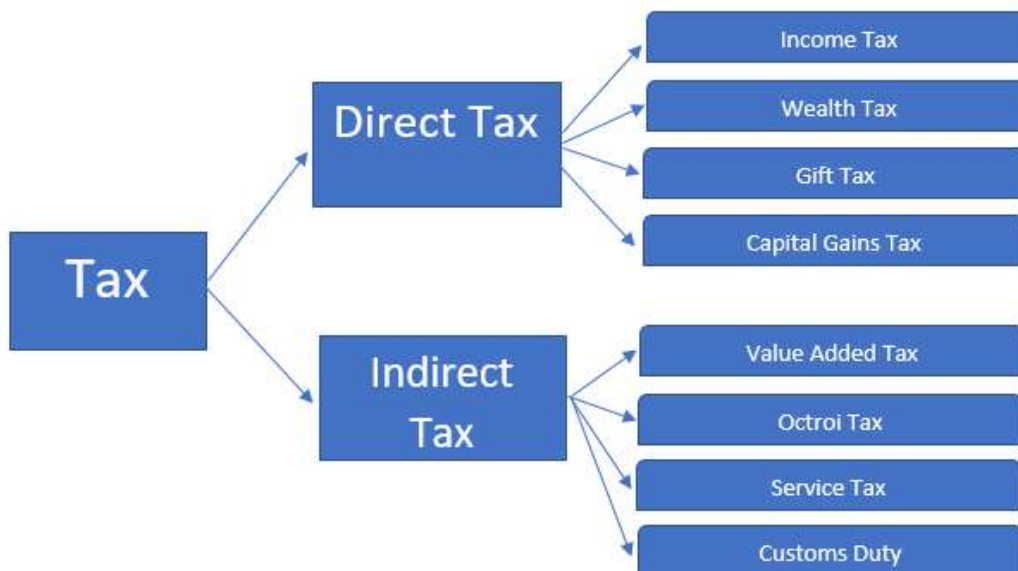 Tax
Direct Tax
Income Tax
Wealth Tax
Gift Tax
Capital Gains Tax
Indirect
Tax
Value Added Tax
Octroi Tax
Service Tax
Customs Duty